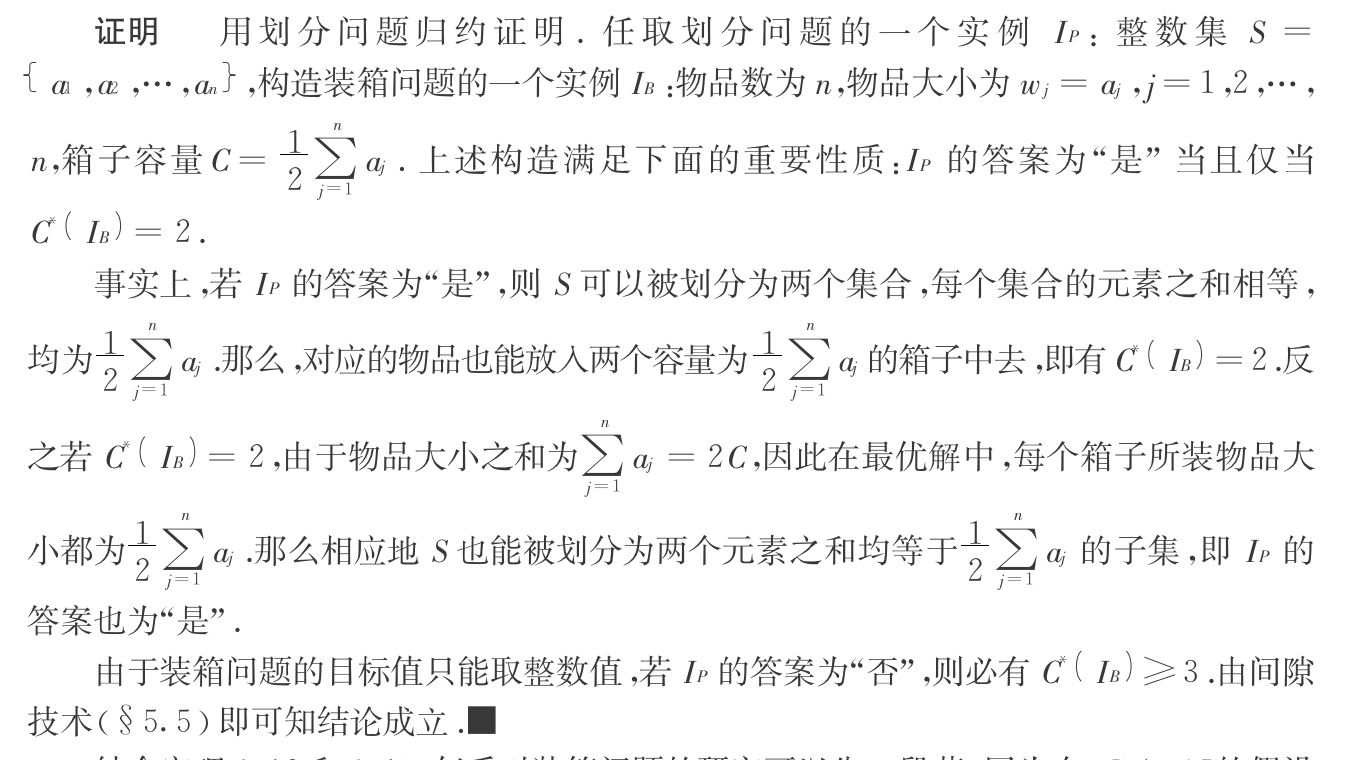 证明 用划分问题归约证明. 任取划分问题的一个实例 I_P: 整数集 S =
{a_1,a_2,…,a_n},构造装箱问题的一个实例 I_B:物品数为 n,物品大小为 w_j = a_j,j=1,2,…,
n,箱子容量 C = \frac{1}{2}\sum_{j=1}^{n} a_j. 上述构造满足下面的重要性质:I_P 的答案为“是”当且仅当
C^*(I_B) = 2.
事实上,若 I_P 的答案为“是”,则 S 可以被划分为两个集合,每个集合的元素之和相等,
均为\frac{1}{2}\sum_{j=1}^{n} a_j.那么,对应的物品也能放入两个容量为\frac{1}{2}\sum_{j=1}^{n} a_j 的箱子中去,即有 C^*(I_B) = 2.反
之若 C^*(I_B) = 2,由于物品大小之和为\sum_{j=1}^{n} a_j = 2C,因此在最优解中,每个箱子所装物品大
小都为\frac{1}{2}\sum_{j=1}^{n} a_j.那么相应地 S 也能被划分为两个元素之和均等于\frac{1}{2}\sum_{j=1}^{n} a_j 的子集,即 I_P 的
答案也为“是”.
由于装箱问题的目标值只能取整数值,若 I_P 的答案为“否”,则必有 C^*(I_B)≥3.由间隙
技术(§5.5)即可知结论成立.■